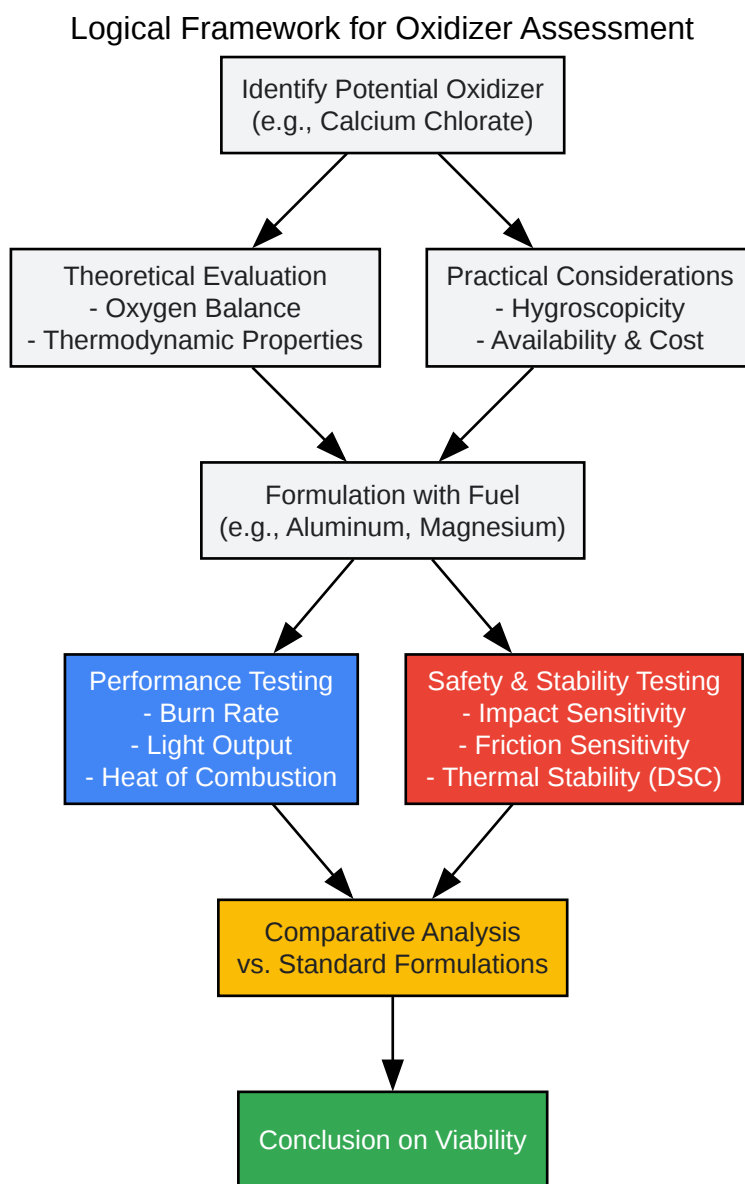 Logical Framework for Oxidizer Assessment
Identify Potential Oxidizer
(e.g., Calcium Chlorate)
Theoretical Evaluation
- Oxygen Balance
- Thermodynamic Properties
Practical Considerations
- Hygroscopicity
- Availability & Cost
Formulation with Fuel
(e.g., Aluminum, Magnesium)
Performance Testing
- Burn Rate
- Light Output
- Heat of Combustion
Safety & Stability Testing
- Impact Sensitivity
- Friction Sensitivity
- Thermal Stability (DSC)
Comparative Analysis
vs. Standard Formulations
Conclusion on Viability